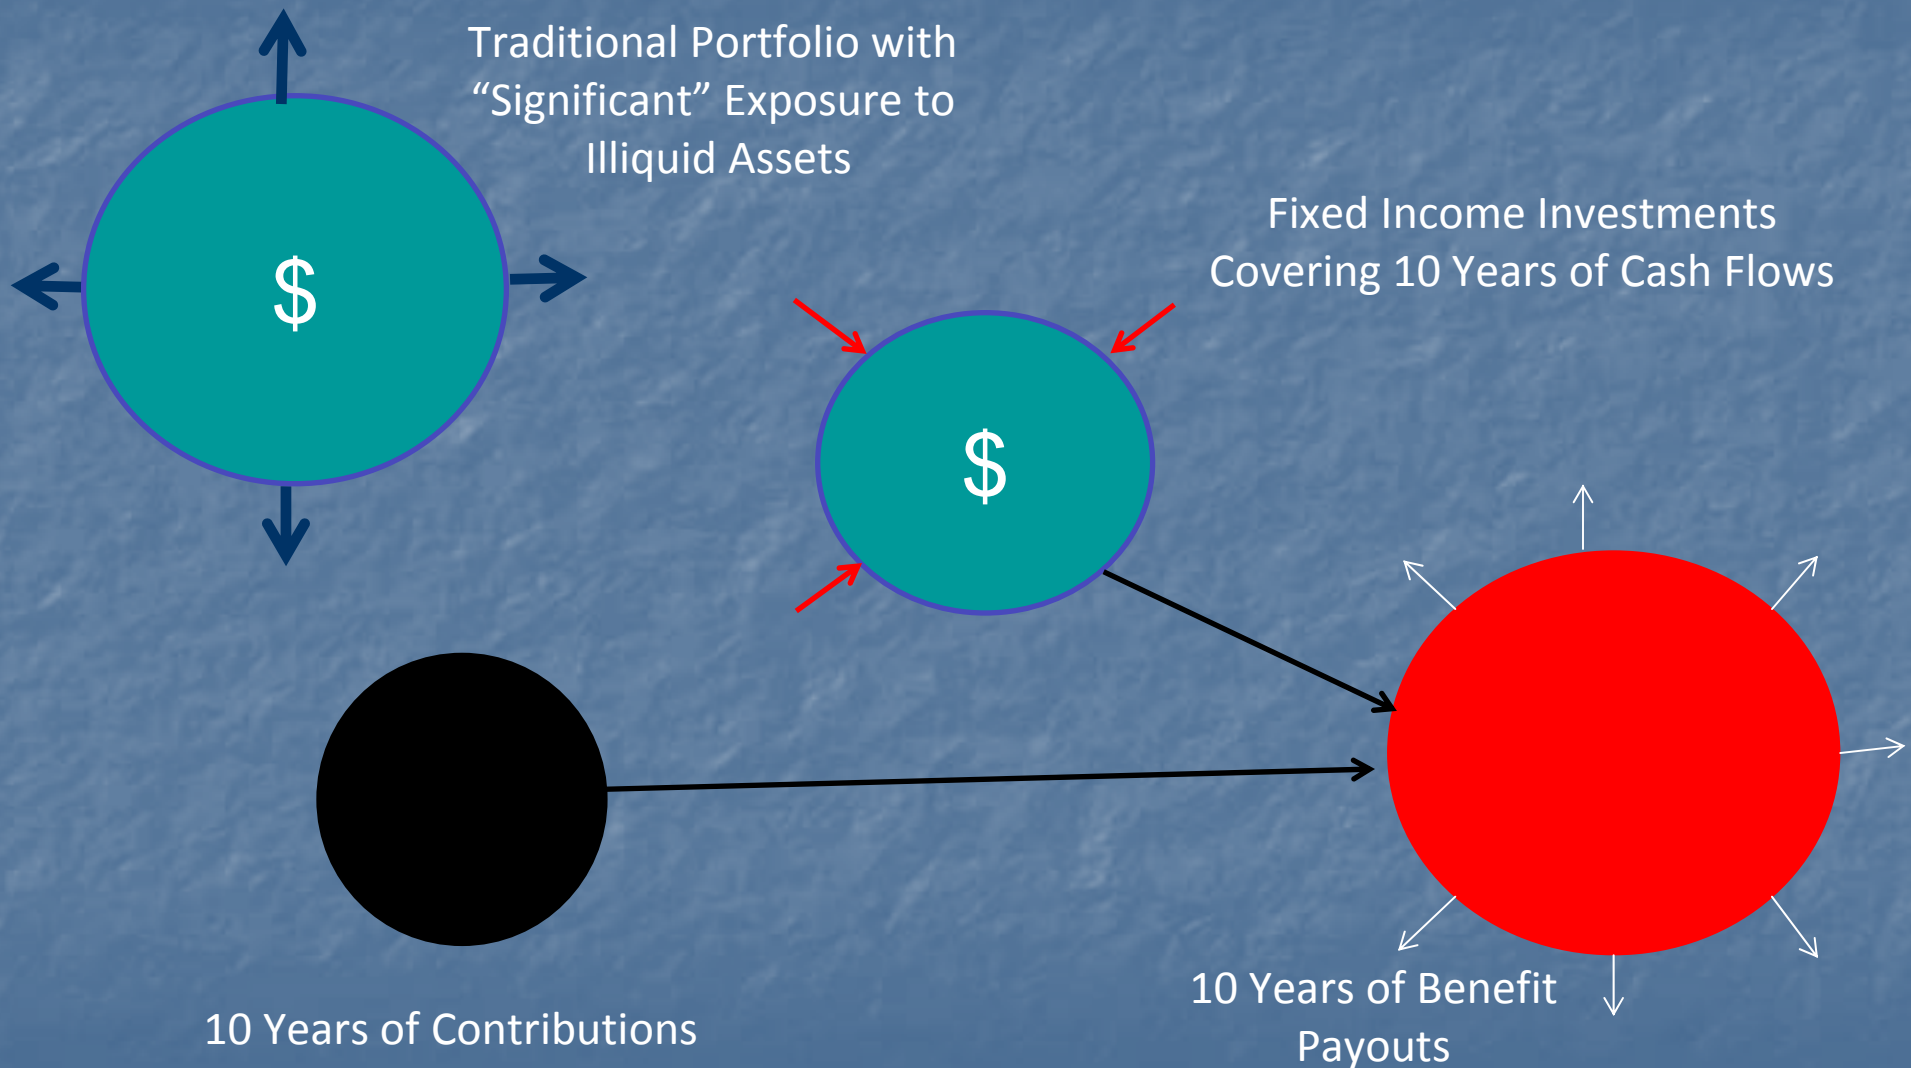 Traditional Portfolio with
“Significant” Exposure to
Illiquid Assets
$
Fixed Income Investments
Covering 10 Years of Cash Flows
$
10 Years of Contributions
10 Years of Benefit
Payouts